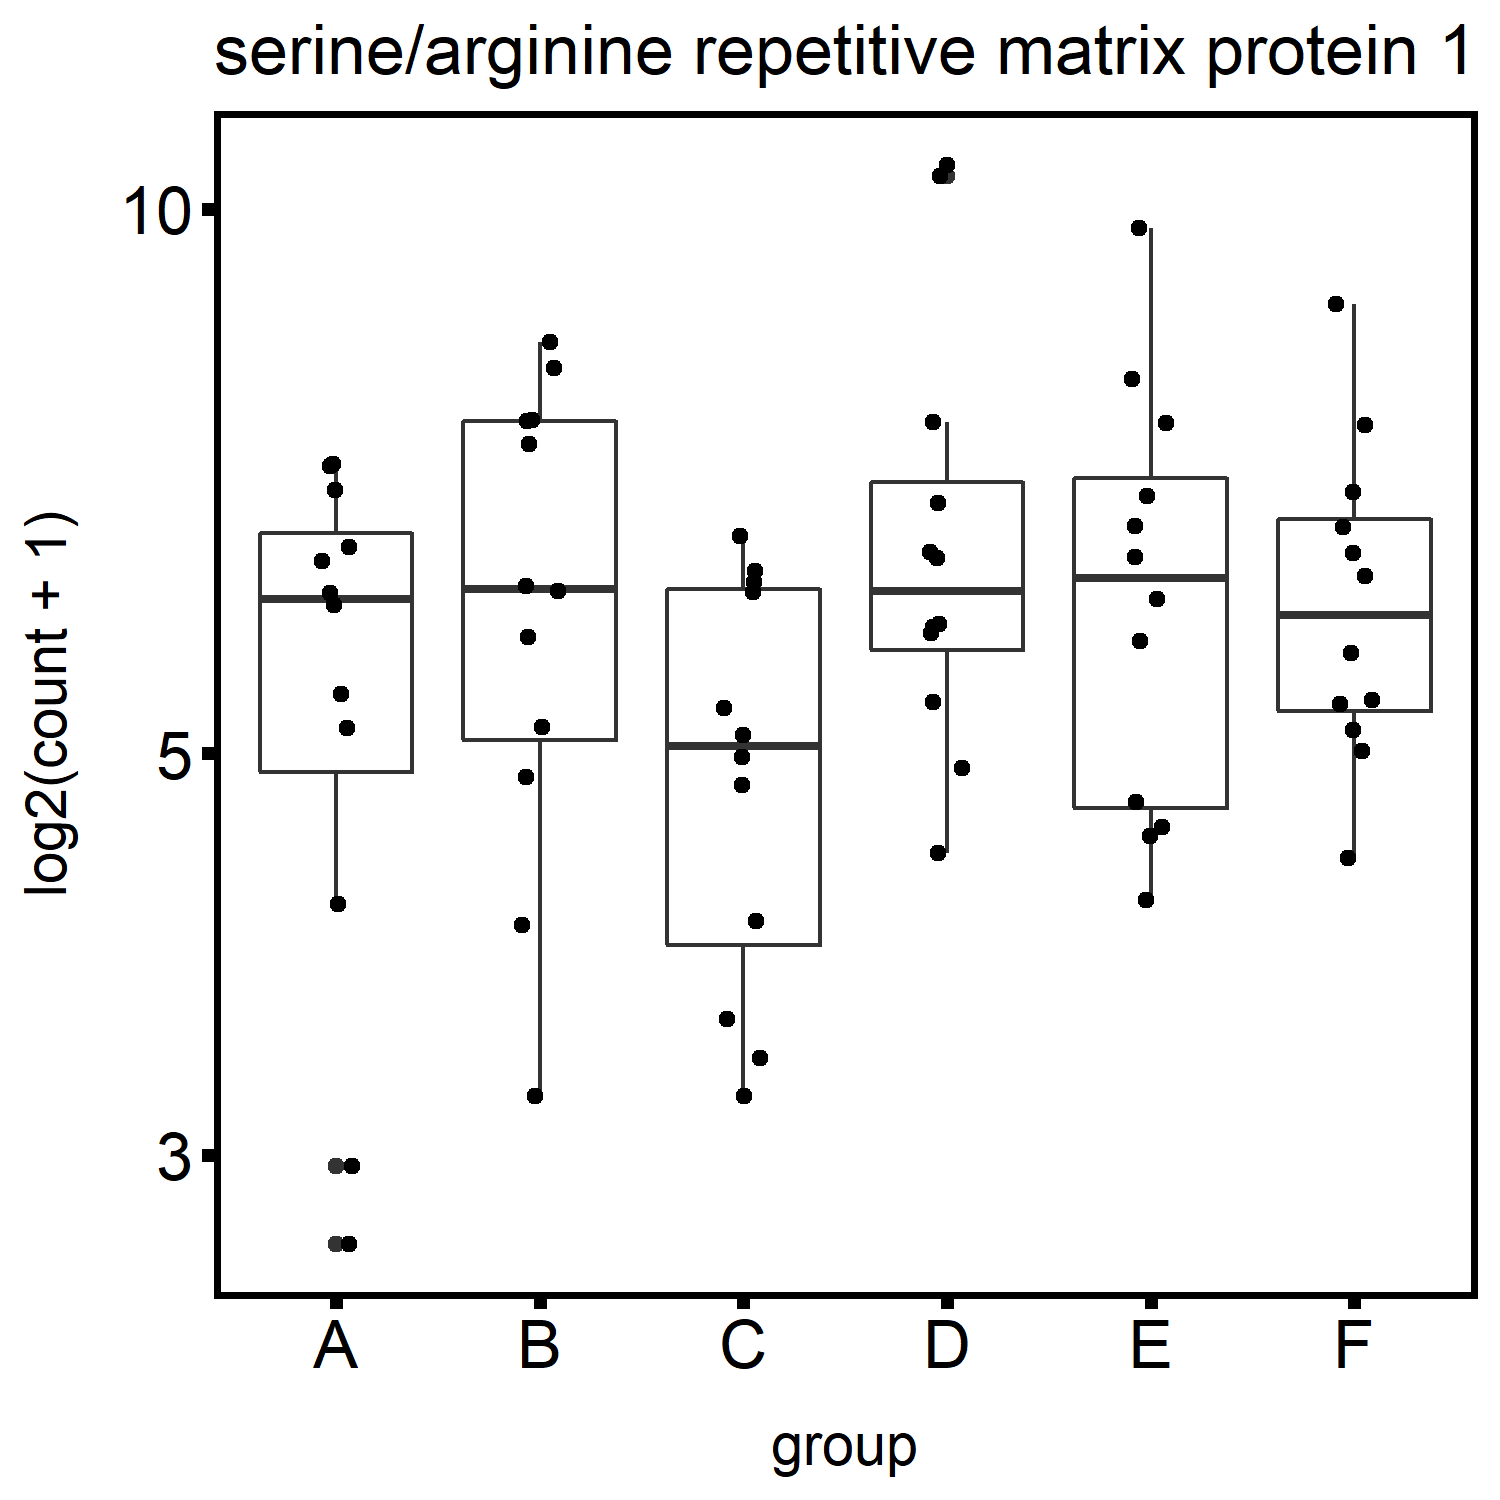 serine/arginine repetitive matrix protein 1
log2(count + 1)
10
5
3
A B C D E F
group